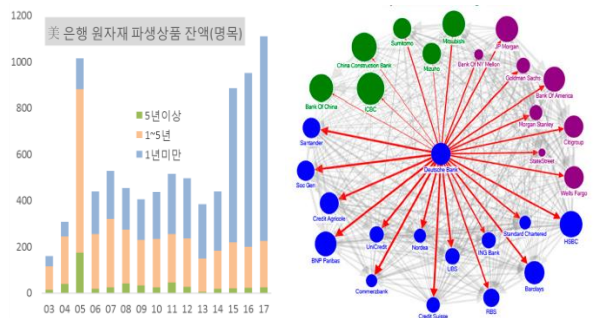 美 은행 원자재 파생상품 잔액(명목)
1200
1000
800
600
400
200
0
5년이상
1~5년
1년미만
03 04 05 06 07 08 09 10 11 12 13 14 15 16 17
Sumitomo
Mitsubishi
JP Morgan
China Construction Bank
Mizuho
Bank Of NY Mellon
Goldman Sachs
Bank Of China
ICBC
Bank Of America
Morgan Stanley
Santander
Citigroup
Deutsche Bank
StateStreet
Soc Gen
Wells Fargo
Credit Agricole
Standard Chartered
HSBC
UniCredit
Nordea
ING Bank
BNP Paribas
UBS
Commerzbank
Barclays
Credit Suisse
RBS